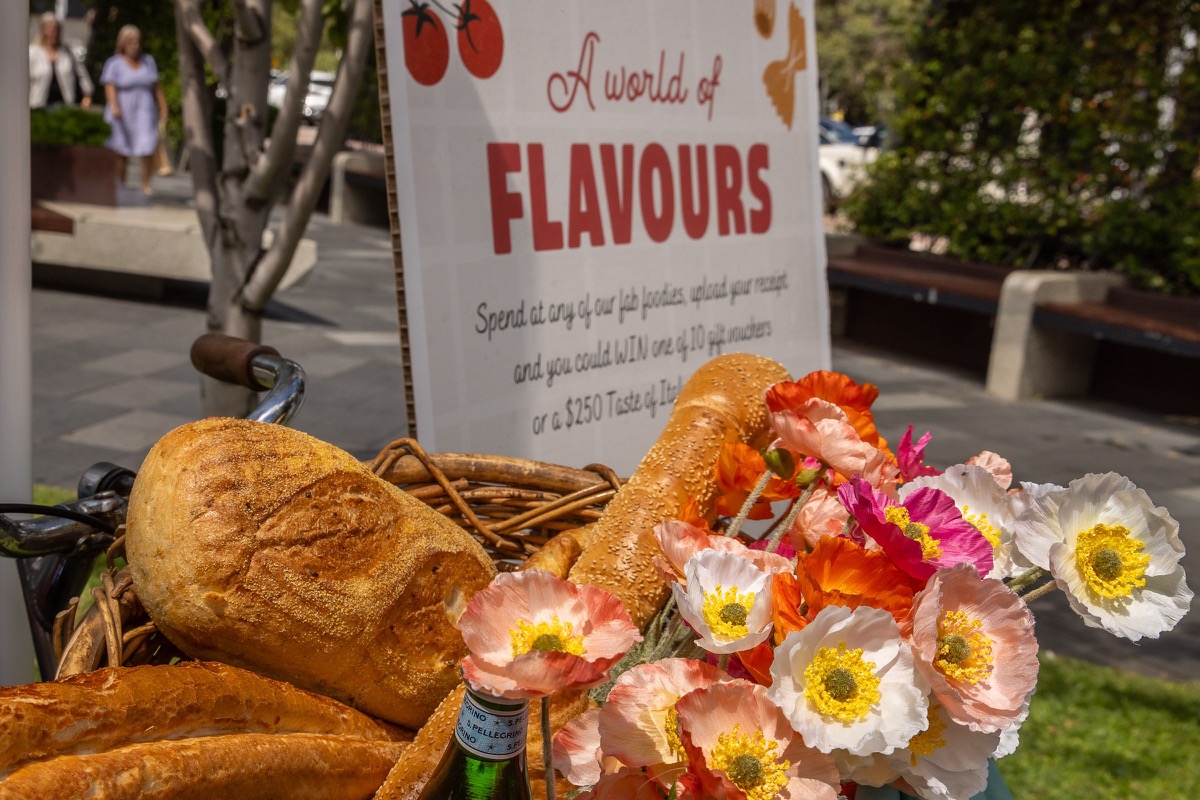 A world of
FLAVOURS
Spend at any of our fab foodies, upload your receipt
and you could WIN one of 10 gift vouchers
or a $250 Taste of
S.PELLEGRINO